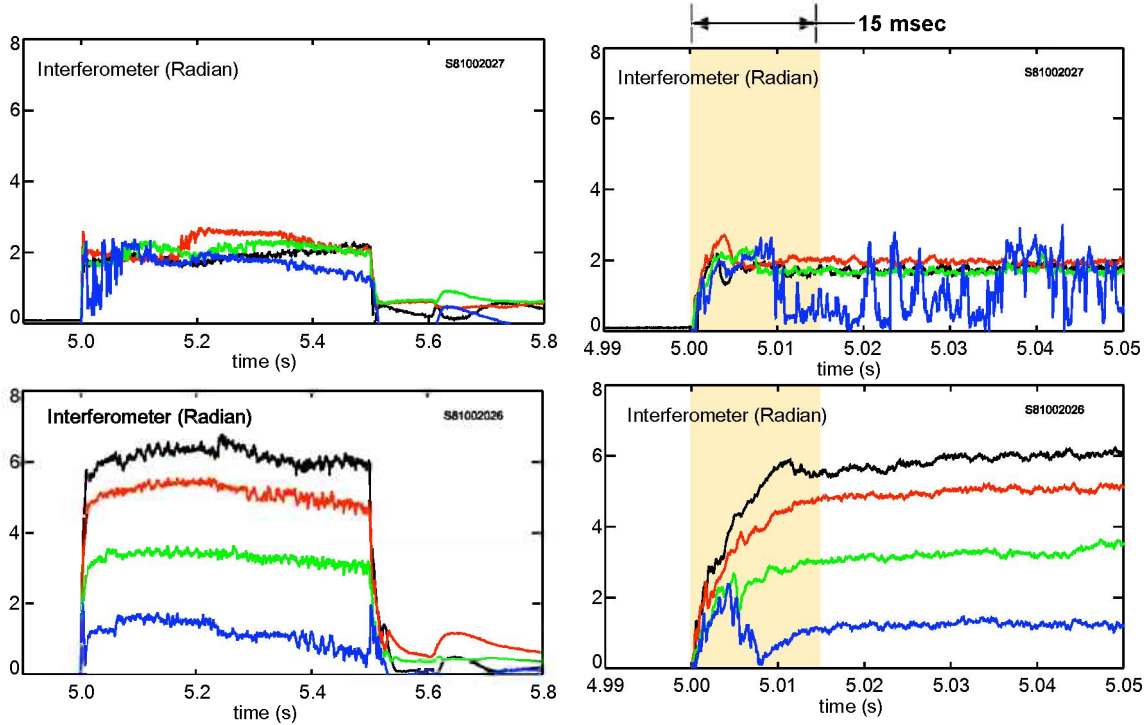 15 msec
8
Interferometer (Radian)
S81002027
6
4
2
0
5.0 5.2 5.4 5.6 5.8
time (s)
8
Interferometer (Radian)
S81002027
6
4
2
0
4.99 5.00 5.01 5.02 5.03 5.04 5.05
time (s)
8
Interferometer (Radian)
S81002026
6
4
2
0
5.0 5.2 5.4 5.6 5.8
time (s)
8
Interferometer (Radian)
S81002026
6
4
2
0
4.99 5.00 5.01 5.02 5.03 5.04 5.05
time (s)